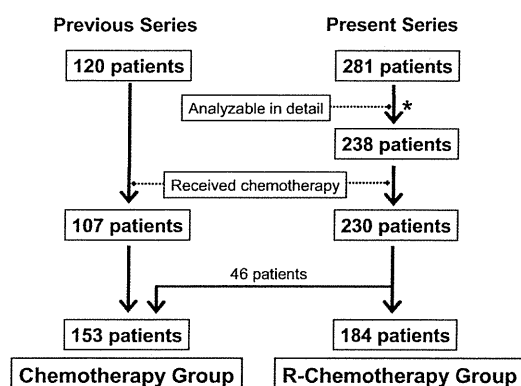 Previous Series Present Series
120 patients 281 patients
Analyzable in detail *
238 patients
Received chemotherapy
107 patients 230 patients
46 patients
153 patients 184 patients
Chemotherapy Group R-Chemotherapy Group